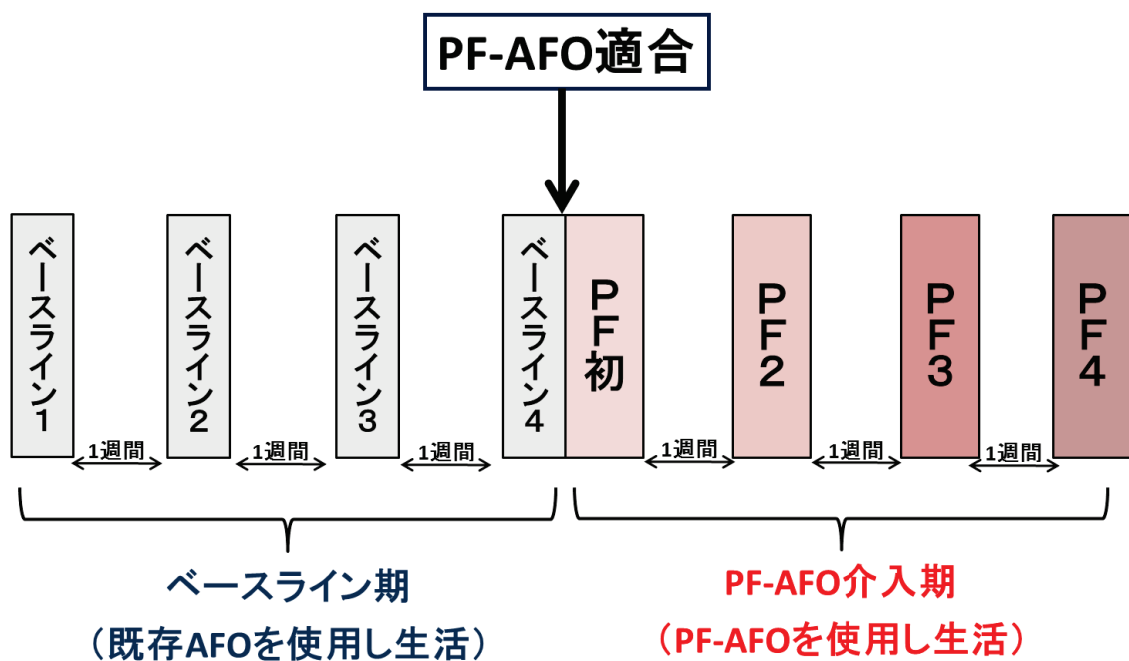 PF-AFO適合
ベースライン1
ベースライン2
ベースライン3
ベースライン4
PF初
PF2
PF3
PF4
1週間
1週間
1週間
1週間
1週間
1週間
ベースライン期
（既存AFOを使用し生活）
PF-AFO介入期
（PF-AFOを使用し生活）